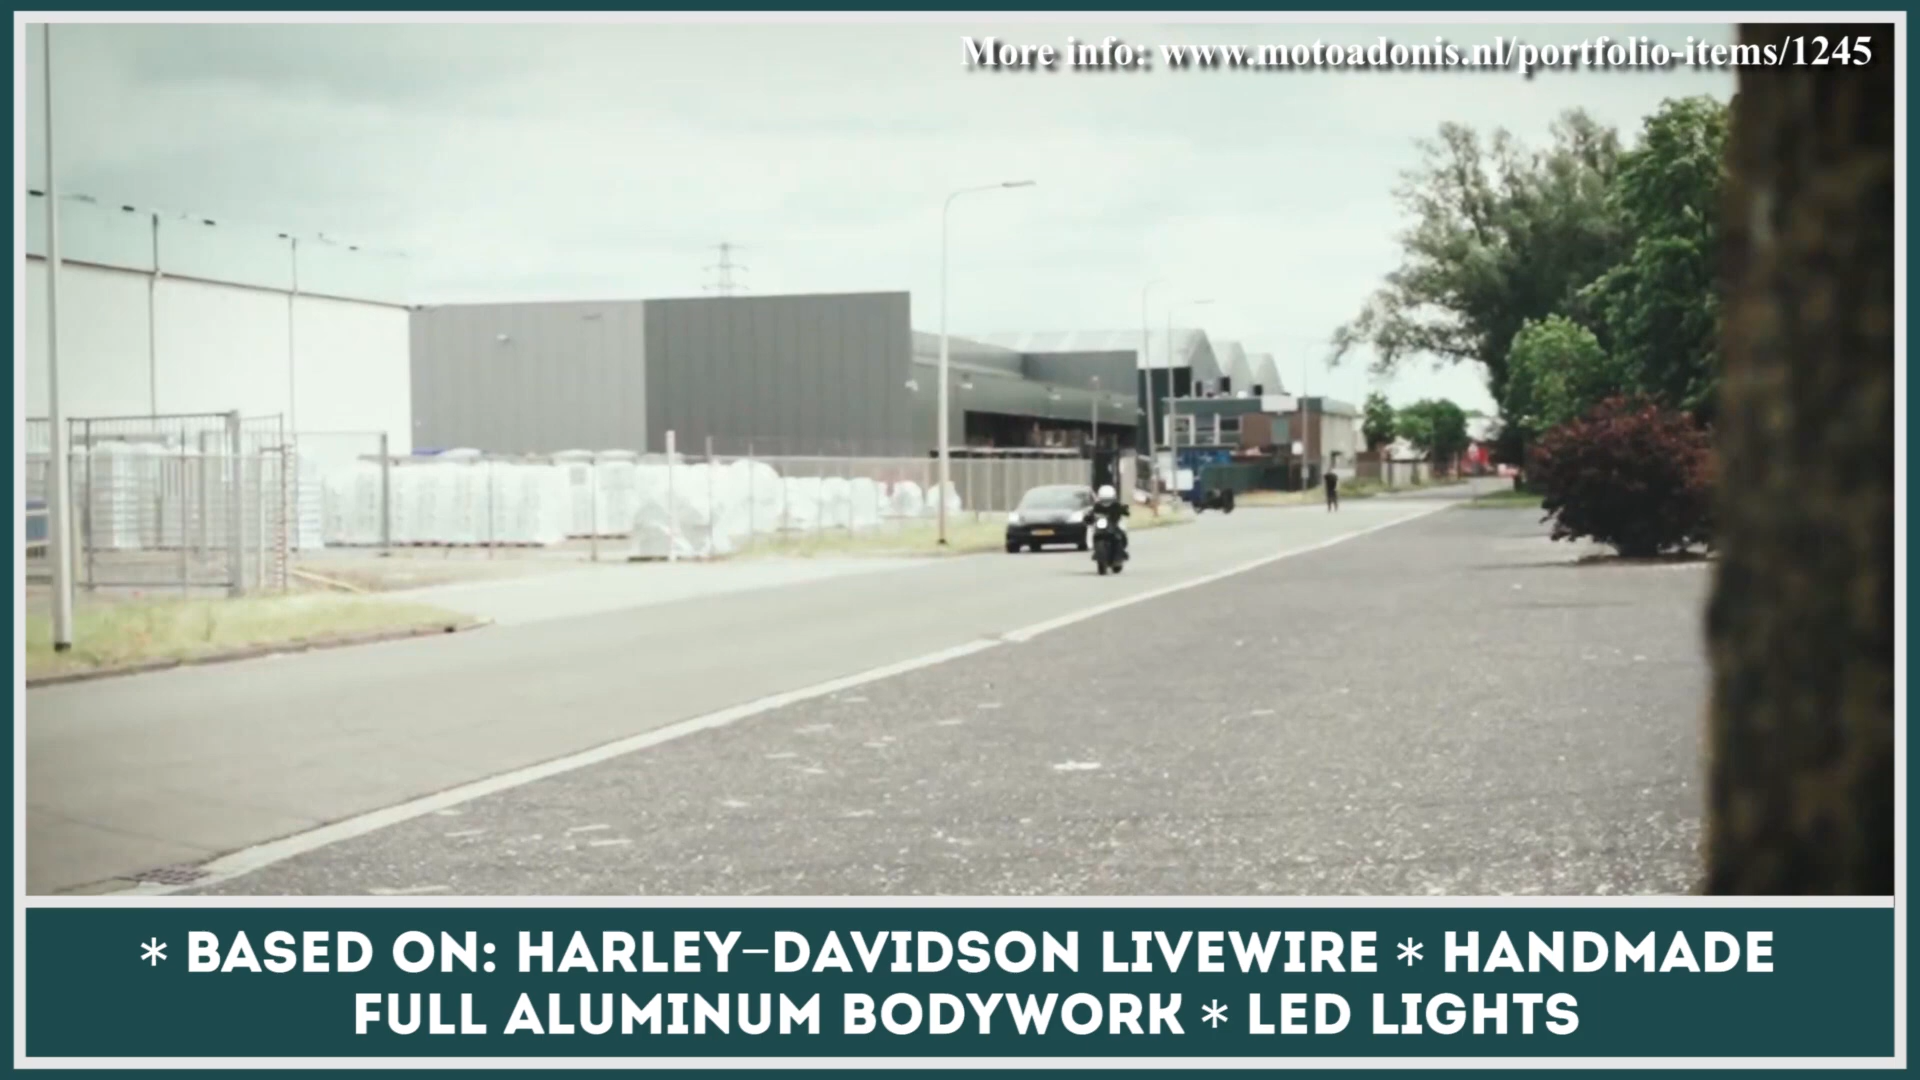 More info: www.motoadonis.nl/portfolio-items/1245
* BASED ON: HARLEY-DAVIDSON LIVEWIRE * HANDMADE
FULL ALUMINUM BODYWORK * LED LIGHTS